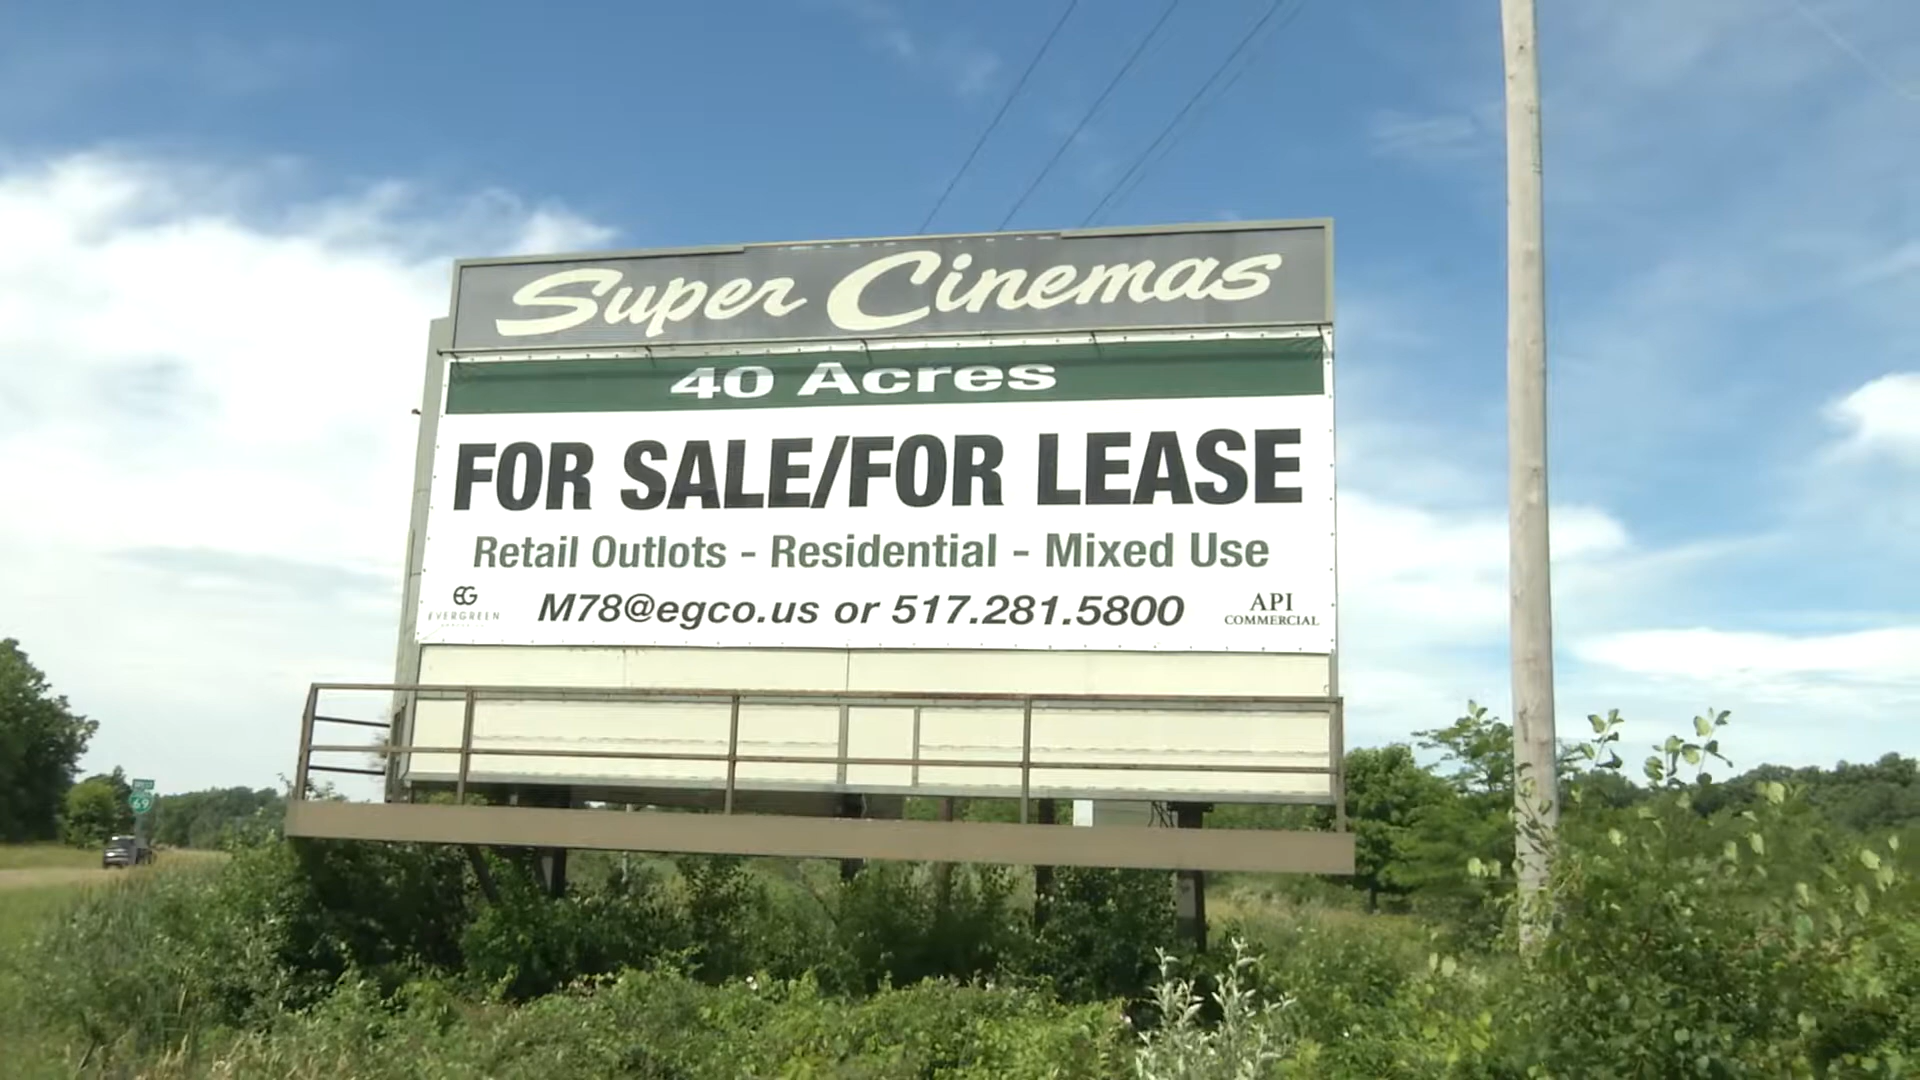 Super Cinemas
40 Acres
FOR SALE/FOR LEASE
Retail Outlots - Residential - Mixed Use
EG
EVERGREEN
M78@egco.us or 517.281.5800
API
COMMERCIAL
69